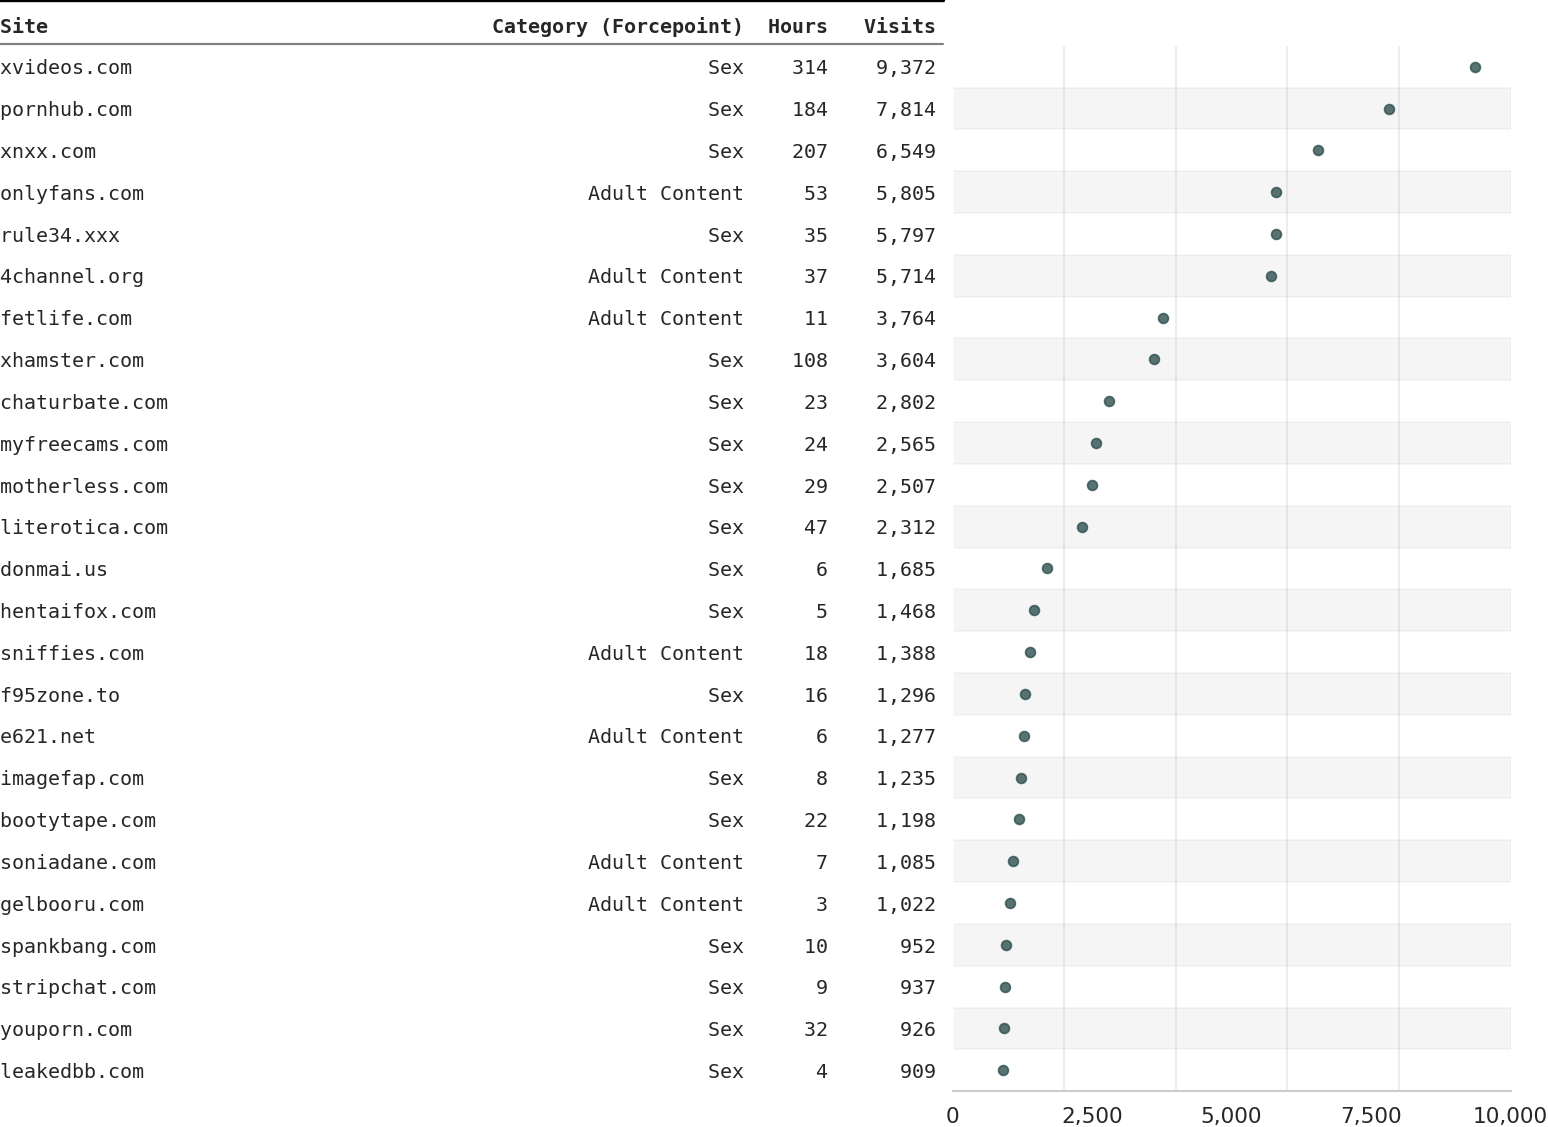 Site Category (Forcepoint) Hours Visits
xvideos.com Sex 314 9,372
pornhub.com Sex 184 7,814
xnxx.com Sex 207 6,549
onlyfans.com Adult Content 53 5,805
rule34.xxx Sex 35 5,797
4channel.org Adult Content 37 5,714
fetlife.com Adult Content 11 3,764
xhamster.com Sex 108 3,604
chaturbate.com Sex 23 2,802
myfreecams.com Sex 24 2,565
motherless.com Sex 29 2,507
literotica.com Sex 47 2,312
donmai.us Sex 6 1,685
hentaifox.com Sex 5 1,468
sniffies.com Adult Content 18 1,388
f95zone.to Sex 16 1,296
e621.net Adult Content 6 1,277
imagefap.com Sex 8 1,235
bootytape.com Sex 22 1,198
soniadane.com Adult Content 7 1,085
gelbooru.com Adult Content 3 1,022
spankbang.com Sex 10 952
stripchat.com Sex 9 937
youporn.com Sex 32 926
leakedbb.com Sex 4 909
0 2,500 5,000 7,500 10,000